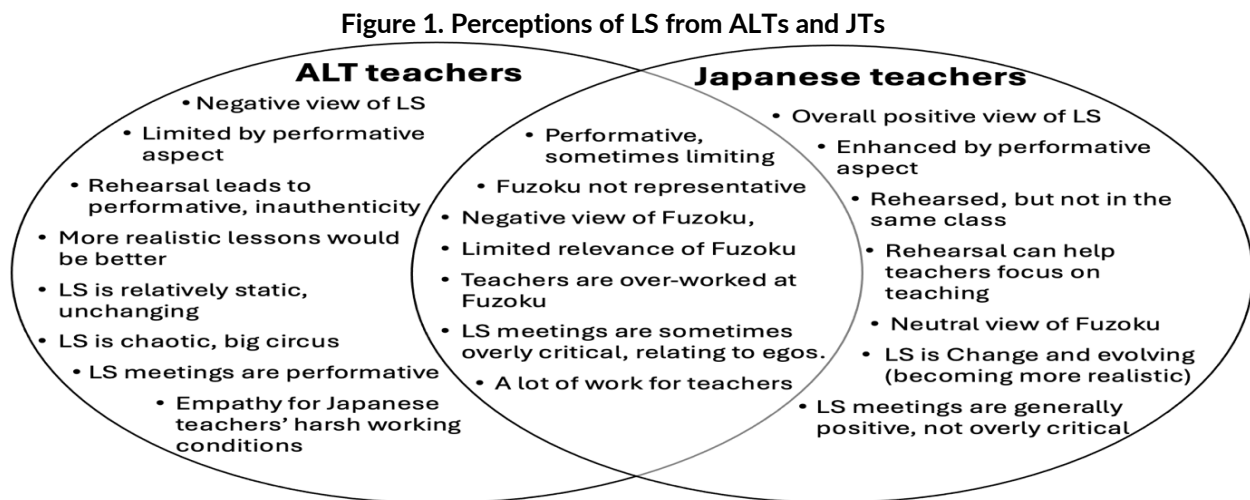 Figure 1. Perceptions of LS from ALTs and JTs
ALT teachers
• Negative view of LS
• Limited by performative
aspect
• Rehearsal leads to
performative, inauthenticity
• More realistic lessons would
be better
• LS is relatively static,
unchanging
• LS is chaotic, big circus
• LS meetings are performative
• Empathy for Japanese
teachers’ harsh working
conditions
• Performative,
sometimes limiting
• Fuzoku not representative
• Negative view of Fuzoku,
• Limited relevance of Fuzoku
• Teachers are over-worked at
Fuzoku
• LS meetings are sometimes
overly critical, relating to egos.
• A lot of work for teachers
Japanese teachers
• Overall positive view of LS
• Enhanced by performative
aspect
• Rehearsed, but not in the
same class
• Rehearsal can help
teachers focus on
teaching
• Neutral view of Fuzoku
• LS is Change and evolving
(becoming more realistic)
• LS meetings are generally
positive, not overly critical